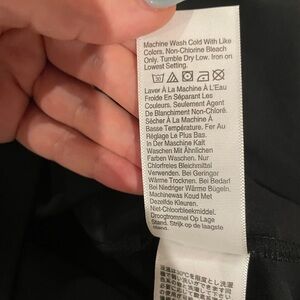 Machine Wash Cold With Like
Colors. Non-Chlorine Bleach
Only. Tumble Dry Low. Iron on
Lowest Setting.
Laver À La Machine À L'Eau
Froide En Séparant Les
Couleurs. Seulement Agent
De Blanchiment Non-Chloré.
Sécher À La Machine À
Basse Température. Fer Au
Réglage Le Plus Bas.
In Der Maschine Kalt
Waschen Mit Ähnlichen
Farben Waschen. Nur
Chlorfreies Bleichmittel
Verwenden. Bei Geringer
Wärme Trocknen. Bei Bedarf
Bei Niedriger Wärme Bügeln.
Machinewas Koud Met
Dezelfde Kleuren.
Niet-Chloorbleekmiddel.
Droogtrommel Op Lage
Stand. Strijk op de laagste
stand.